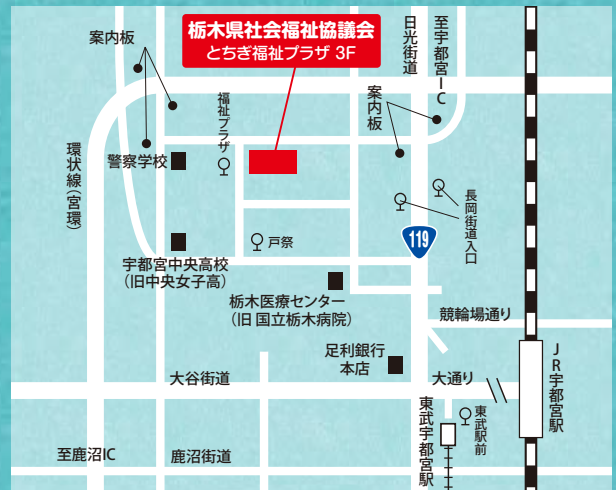 栃木県社会福祉協議会
とちぎ福祉プラザ 3F
案内板
日光街道
至宇都宮IC
案内板
福祉プラザ
警察学校
環状線(宮環)
長岡街道入口
119
戸祭
宇都宮中央高校
(旧中央女子高)
栃木医療センター
(旧 国立栃木病院)
競輪場通り
足利銀行
本店
JR宇都宮駅
大谷街道
大通り
東武宇都宮駅
東武駅前
至鹿沼IC
鹿沼街道